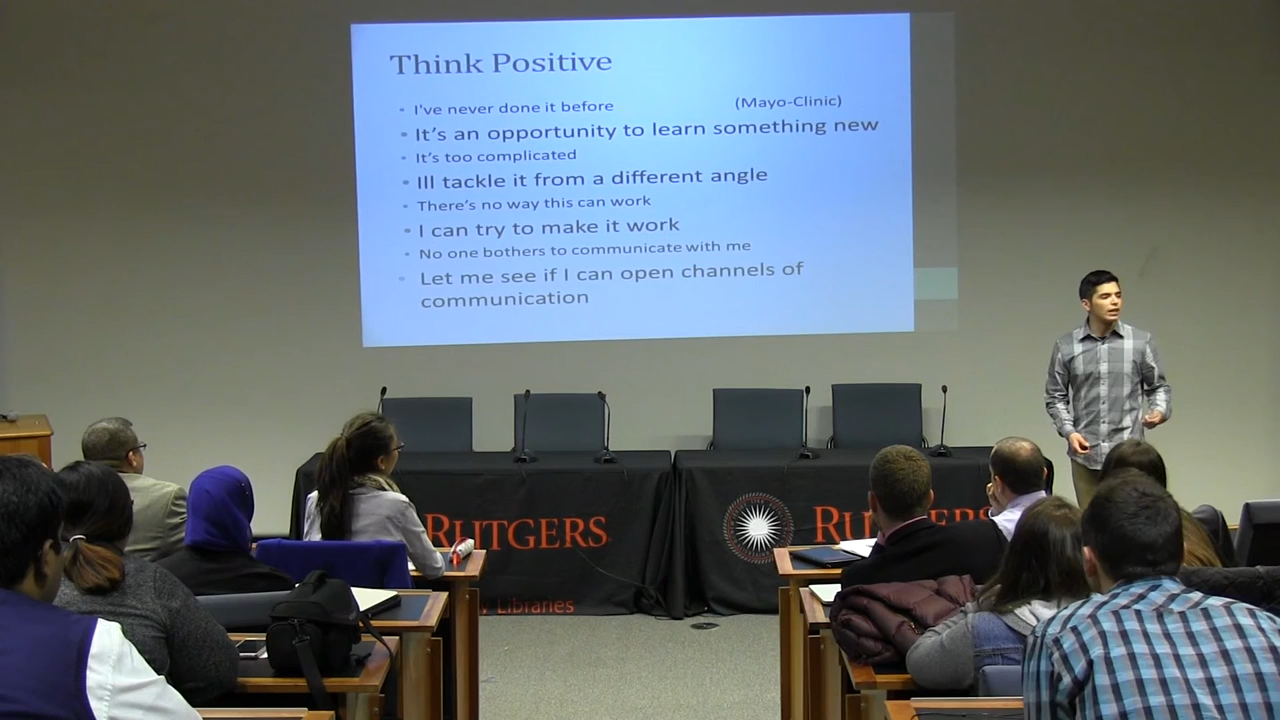 Think Positive
• I've never done it before (Mayo-Clinic)
• It's an opportunity to learn something new
• It's too complicated
• Ill tackle it from a different angle
• There's no way this can work
• I can try to make it work
• No one bothers to communicate with me
• Let me see if I can open channels of
communication
RUTGERS
RUTGERS
Libraries